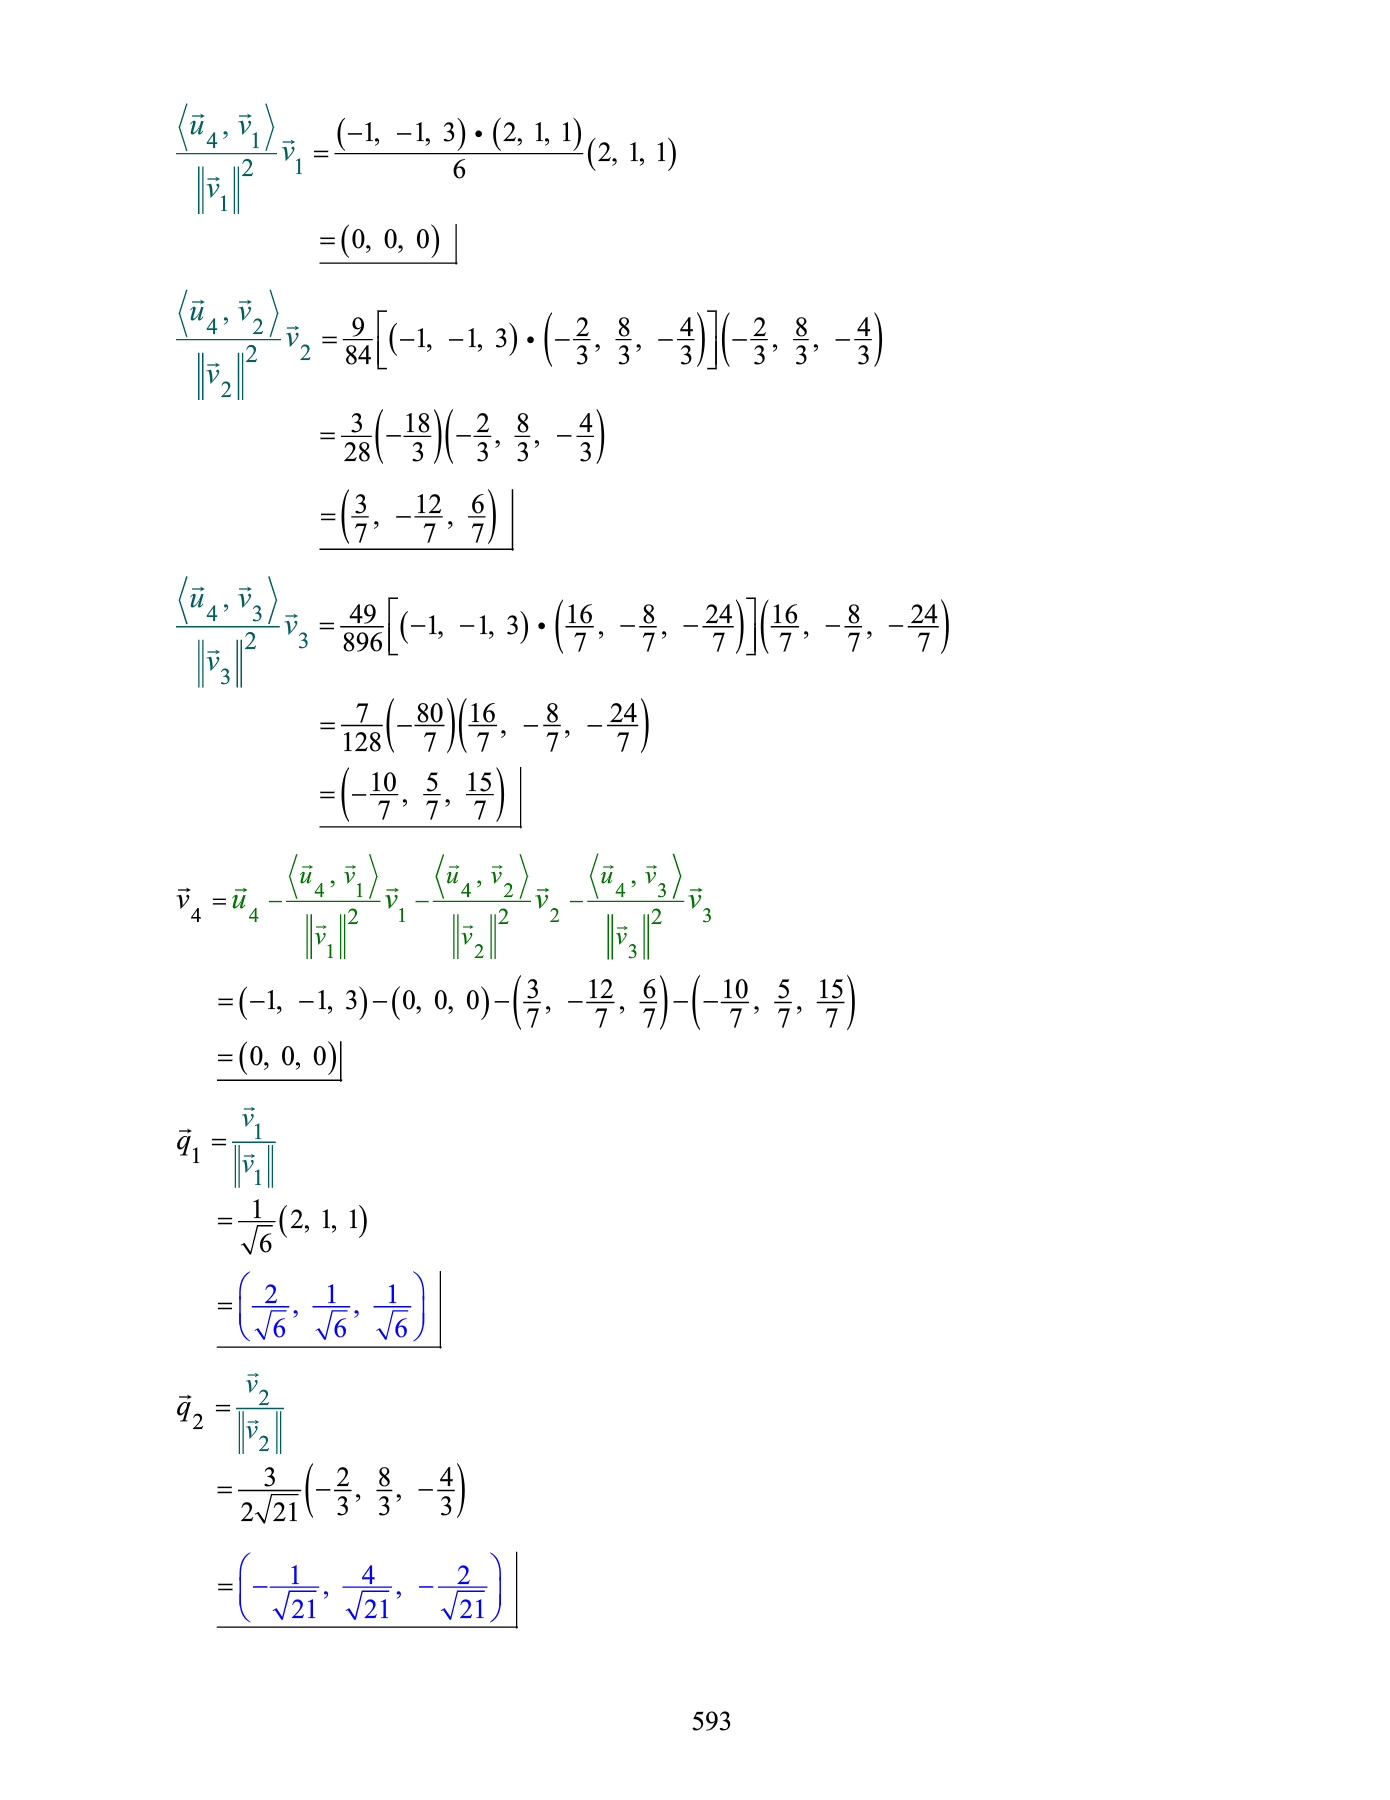 ⟨u⃗₄, v⃗₁⟩/‖v⃗₁‖² v⃗₁ = (−1, −1, 3)•(2, 1, 1)/6 (2, 1, 1)
= (0, 0, 0)
⟨u⃗₄, v⃗₂⟩/‖v⃗₂‖² v⃗₂ = 9/84 [(−1, −1, 3)•(−2/3, 8/3, −4/3)](−2/3, 8/3, −4/3)
= 3/28 (−18/3)(−2/3, 8/3, −4/3)
= (3/7, −12/7, 6/7)
⟨u⃗₄, v⃗₃⟩/‖v⃗₃‖² v⃗₃ = 49/896 [(−1, −1, 3)•(16/7, −8/7, −24/7)](16/7, −8/7, −24/7)
= 7/128 (−80/7)(16/7, −8/7, −24/7)
= (−10/7, 5/7, 15/7)
v⃗₄ = u⃗₄ − ⟨u⃗₄, v⃗₁⟩/‖v⃗₁‖² v⃗₁ − ⟨u⃗₄, v⃗₂⟩/‖v⃗₂‖² v⃗₂ − ⟨u⃗₄, v⃗₃⟩/‖v⃗₃‖² v⃗₃
= (−1, −1, 3) − (0, 0, 0) − (3/7, −12/7, 6/7) − (−10/7, 5/7, 15/7)
= (0, 0, 0)
q⃗₁ = v⃗₁/‖v⃗₁‖
= 1/√6 (2, 1, 1)
= (2/√6, 1/√6, 1/√6)
q⃗₂ = v⃗₂/‖v⃗₂‖
= 3/(2√21) (−2/3, 8/3, −4/3)
= (−1/√21, 4/√21, −2/√21)
593